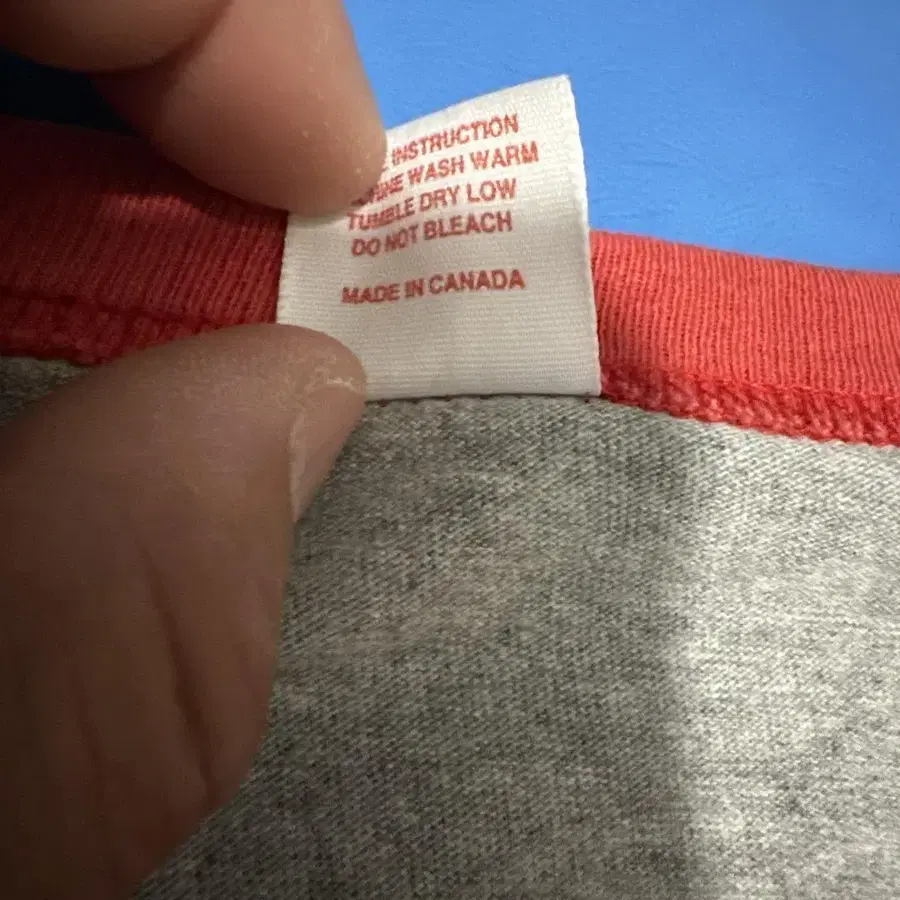 INSTRUCTION
WASH WARM
TUMBLE DRY LOW
DO NOT BLEACH
MADE IN CANADA